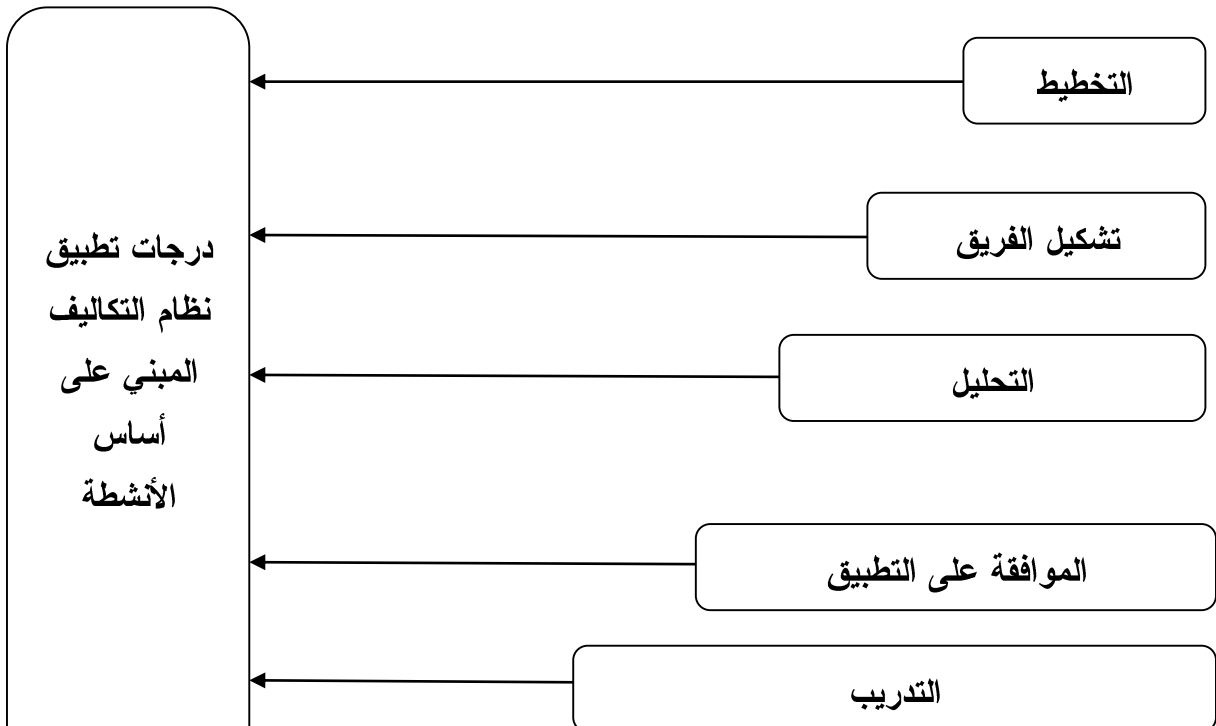 التخطيط
تشكيل الفريق
التحليل
الموافقة على التطبيق
التدريب
درجات تطبيق
نظام التكاليف
المبني على
أساس
الأنشطة